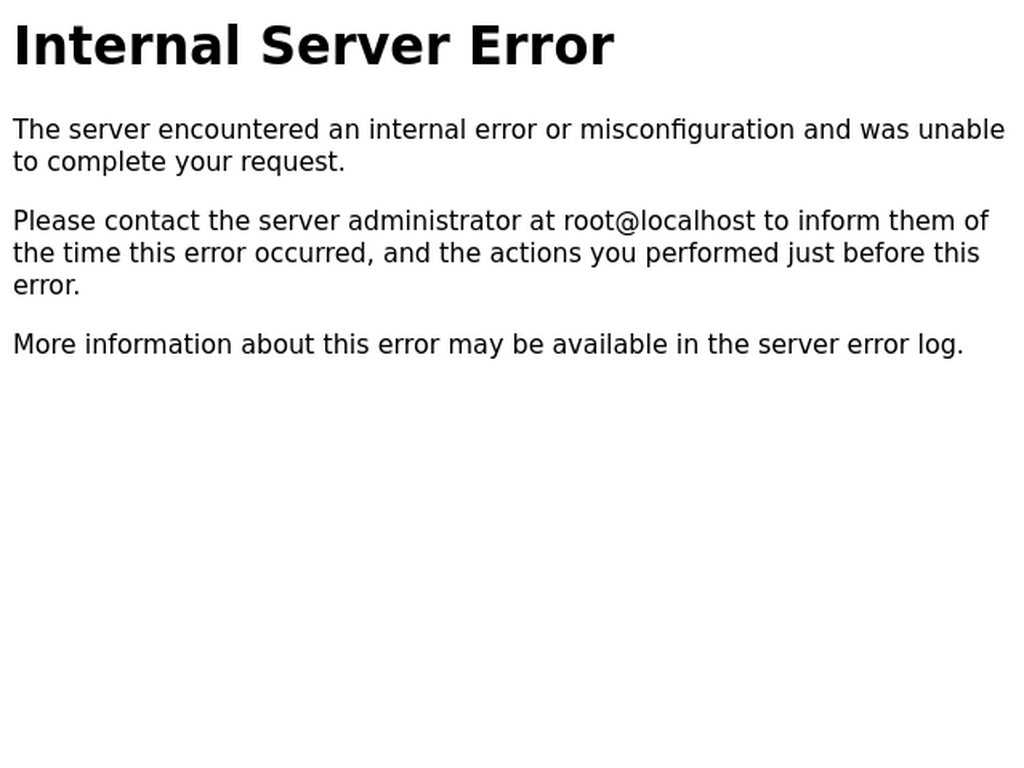 Internal Server Error
The server encountered an internal error or misconfiguration and was unable
to complete your request.
Please contact the server administrator at root@localhost to inform them of
the time this error occurred, and the actions you performed just before this
error.
More information about this error may be available in the server error log.